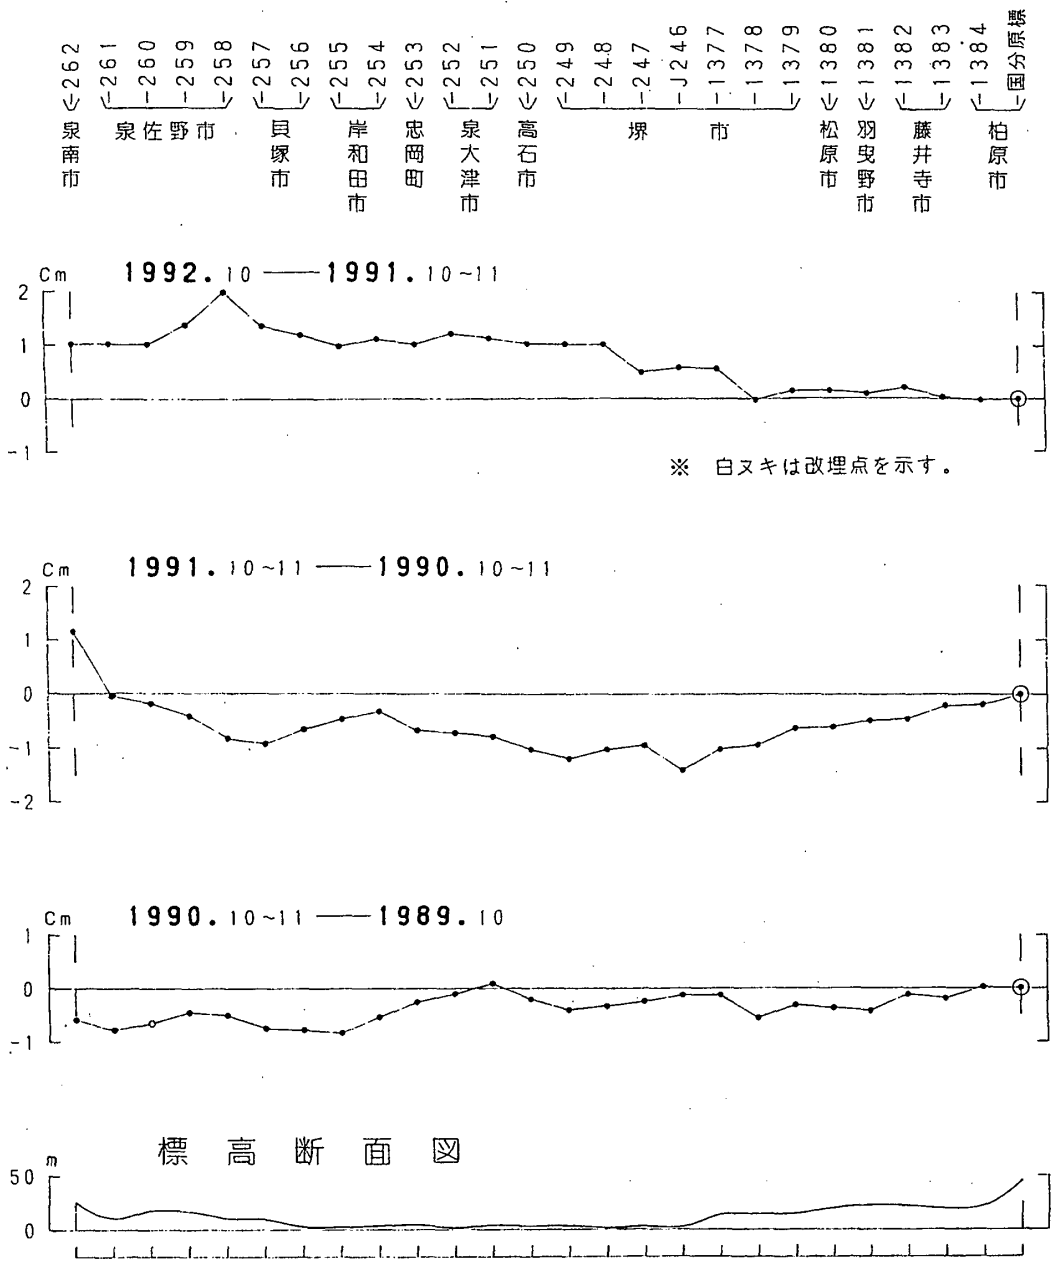 262 261 260 259 258 257 256 255 254 253 252 251 250 249 248 247 J246 1377 1378 1379 1380 1381 1382 1383 1384 国分原標
泉南市 泉佐野市 貝塚市 岸和田市 忠岡町 泉大津市 高石市 堺市 松原市 羽曳野市 藤井寺市 柏原市
Cm 1992.10 — 1991.10~11
2
1
0
-1
※ 白ヌキは改埋点を示す。
Cm 1991.10~11 — 1990.10~11
2
1
0
-1
-2
Cm 1990.10~11 — 1989.10
1
0
-1
標高断面図
m
50
0